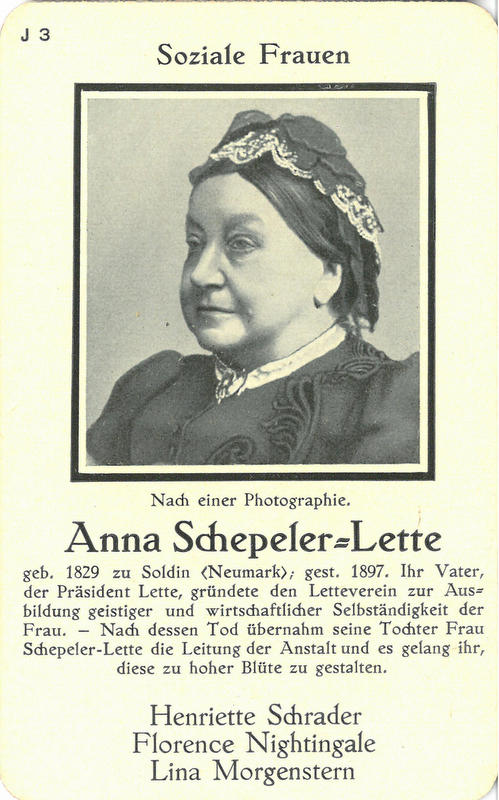 J 3
Soziale Frauen
Nach einer Photographie.
Anna Schepeler=Lette
geb. 1829 zu Soldin ‹Neumark›; gest. 1897. Ihr Vater,
der Präsident Lette, gründete den Letteverein zur Aus=
bildung geistiger und wirtschaftlicher Selbständigkeit der
Frau. — Nach dessen Tod übernahm seine Tochter Frau
Schepeler-Lette die Leitung der Anstalt und es gelang ihr,
diese zu hoher Blüte zu gestalten.
Henriette Schrader
Florence Nightingale
Lina Morgenstern